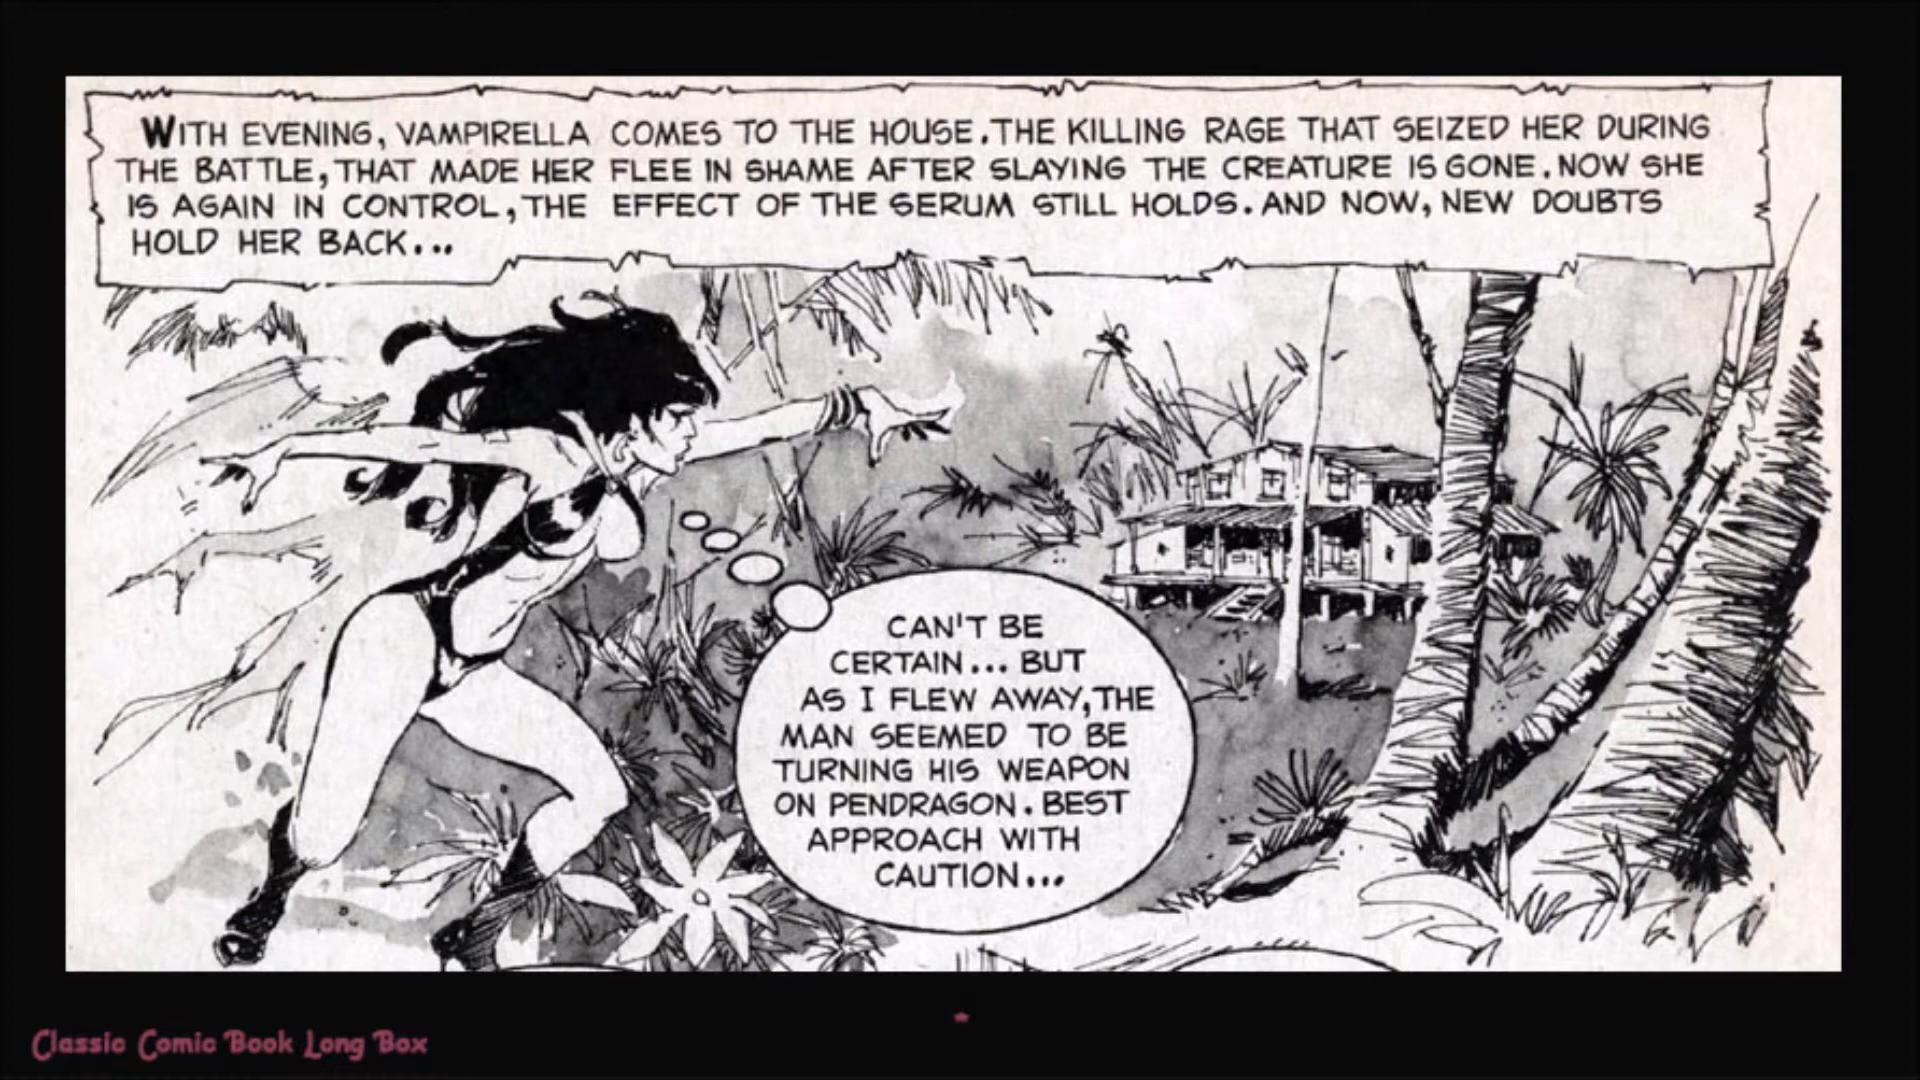 WITH EVENING, VAMPIRELLA COMES TO THE HOUSE. THE KILLING RAGE THAT SEIZED HER DURING
THE BATTLE, THAT MADE HER FLEE IN SHAME AFTER SLAYING THE CREATURE IS GONE. NOW SHE
IS AGAIN IN CONTROL, THE EFFECT OF THE SERUM STILL HOLDS. AND NOW, NEW DOUBTS
HOLD HER BACK...
CAN'T BE
CERTAIN... BUT
AS I FLEW AWAY, THE
MAN SEEMED TO BE
TURNING HIS WEAPON
ON PENDRAGON. BEST
APPROACH WITH
CAUTION...
Classic Comic Book Long Box